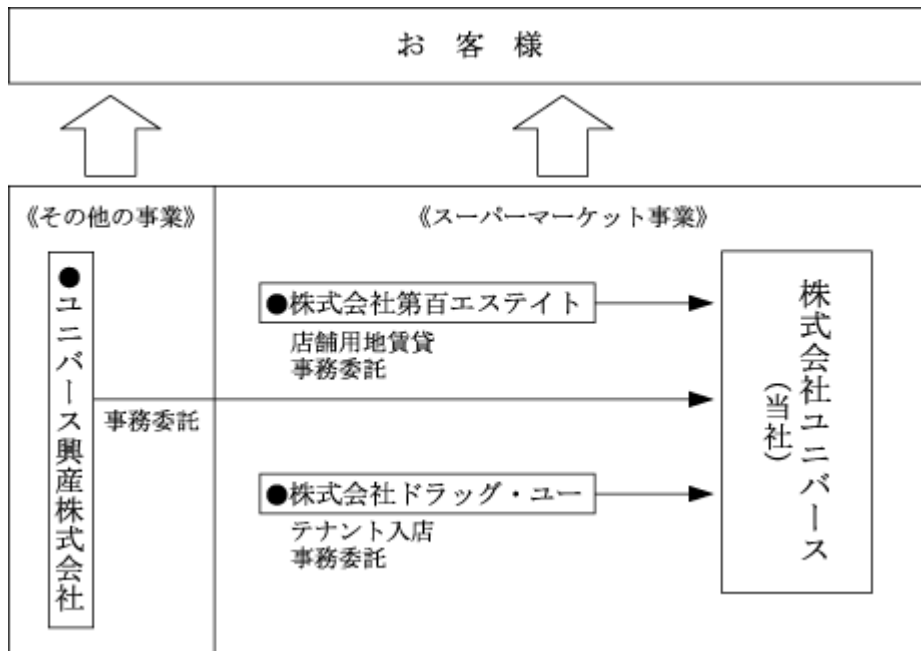 お客様
《その他の事業》
《スーパーマーケット事業》
●ユニバース興産株式会社
事務委託
●株式会社第百エステイト
店舗用地賃貸
事務委託
●株式会社ドラッグ・ユー
テナント入店
事務委託
株式会社ユニバース
（当社）